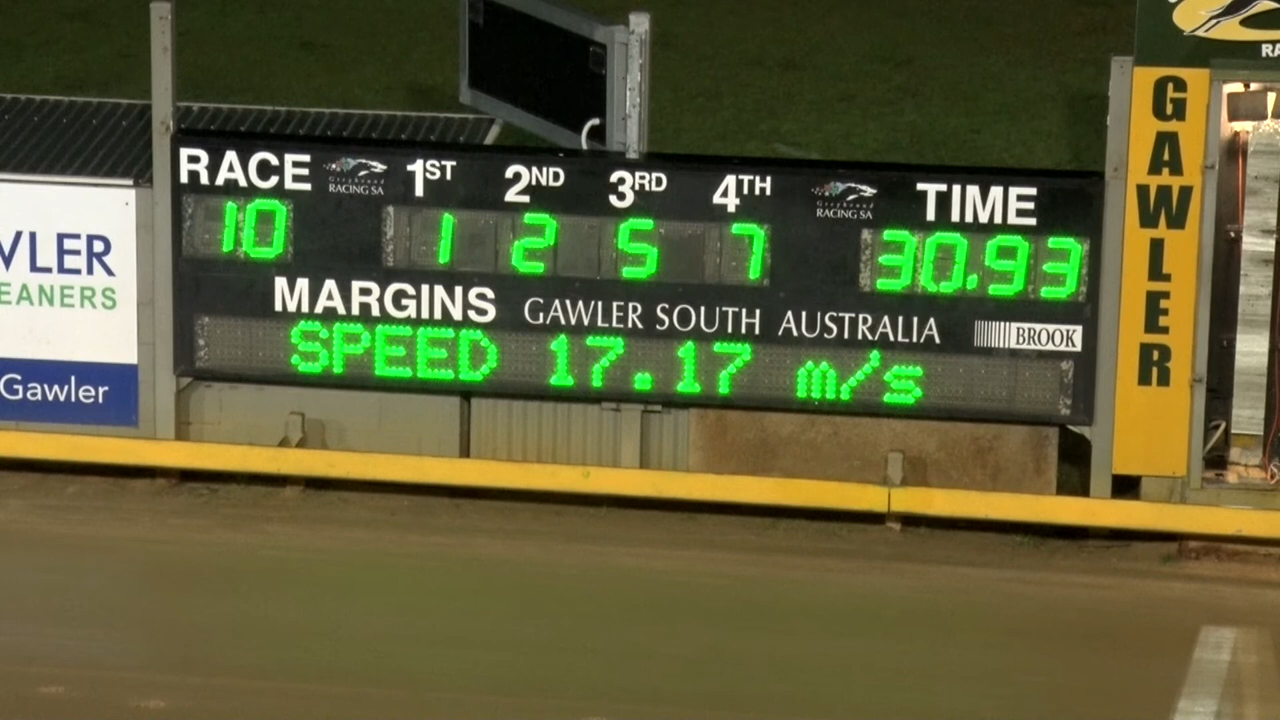 RACE 1ST 2ND 3RD 4TH TIME
Greyhound RACING SA
Greyhound RACING SA
10 1 2 5 7 30.93
MARGINS GAWLER SOUTH AUSTRALIA BROOK
SPEED 17.17 m/s
WLER
EANERS
Gawler
RA
GAWLER